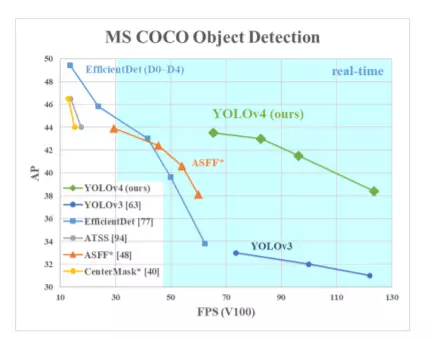 MS COCO Object Detection
50
EfficientDet (D0–D4)
real-time
48
46
YOLOv4 (ours)
44
42
ASFF*
40
AP
38
YOLOv4 (ours)
YOLOv3 [63]
36
EfficientDet [77]
34
ATSS [94]
YOLOv3
ASFF* [48]
32
CenterMask* [40]
30
10 30 50 70 90 110 130
FPS (V100)